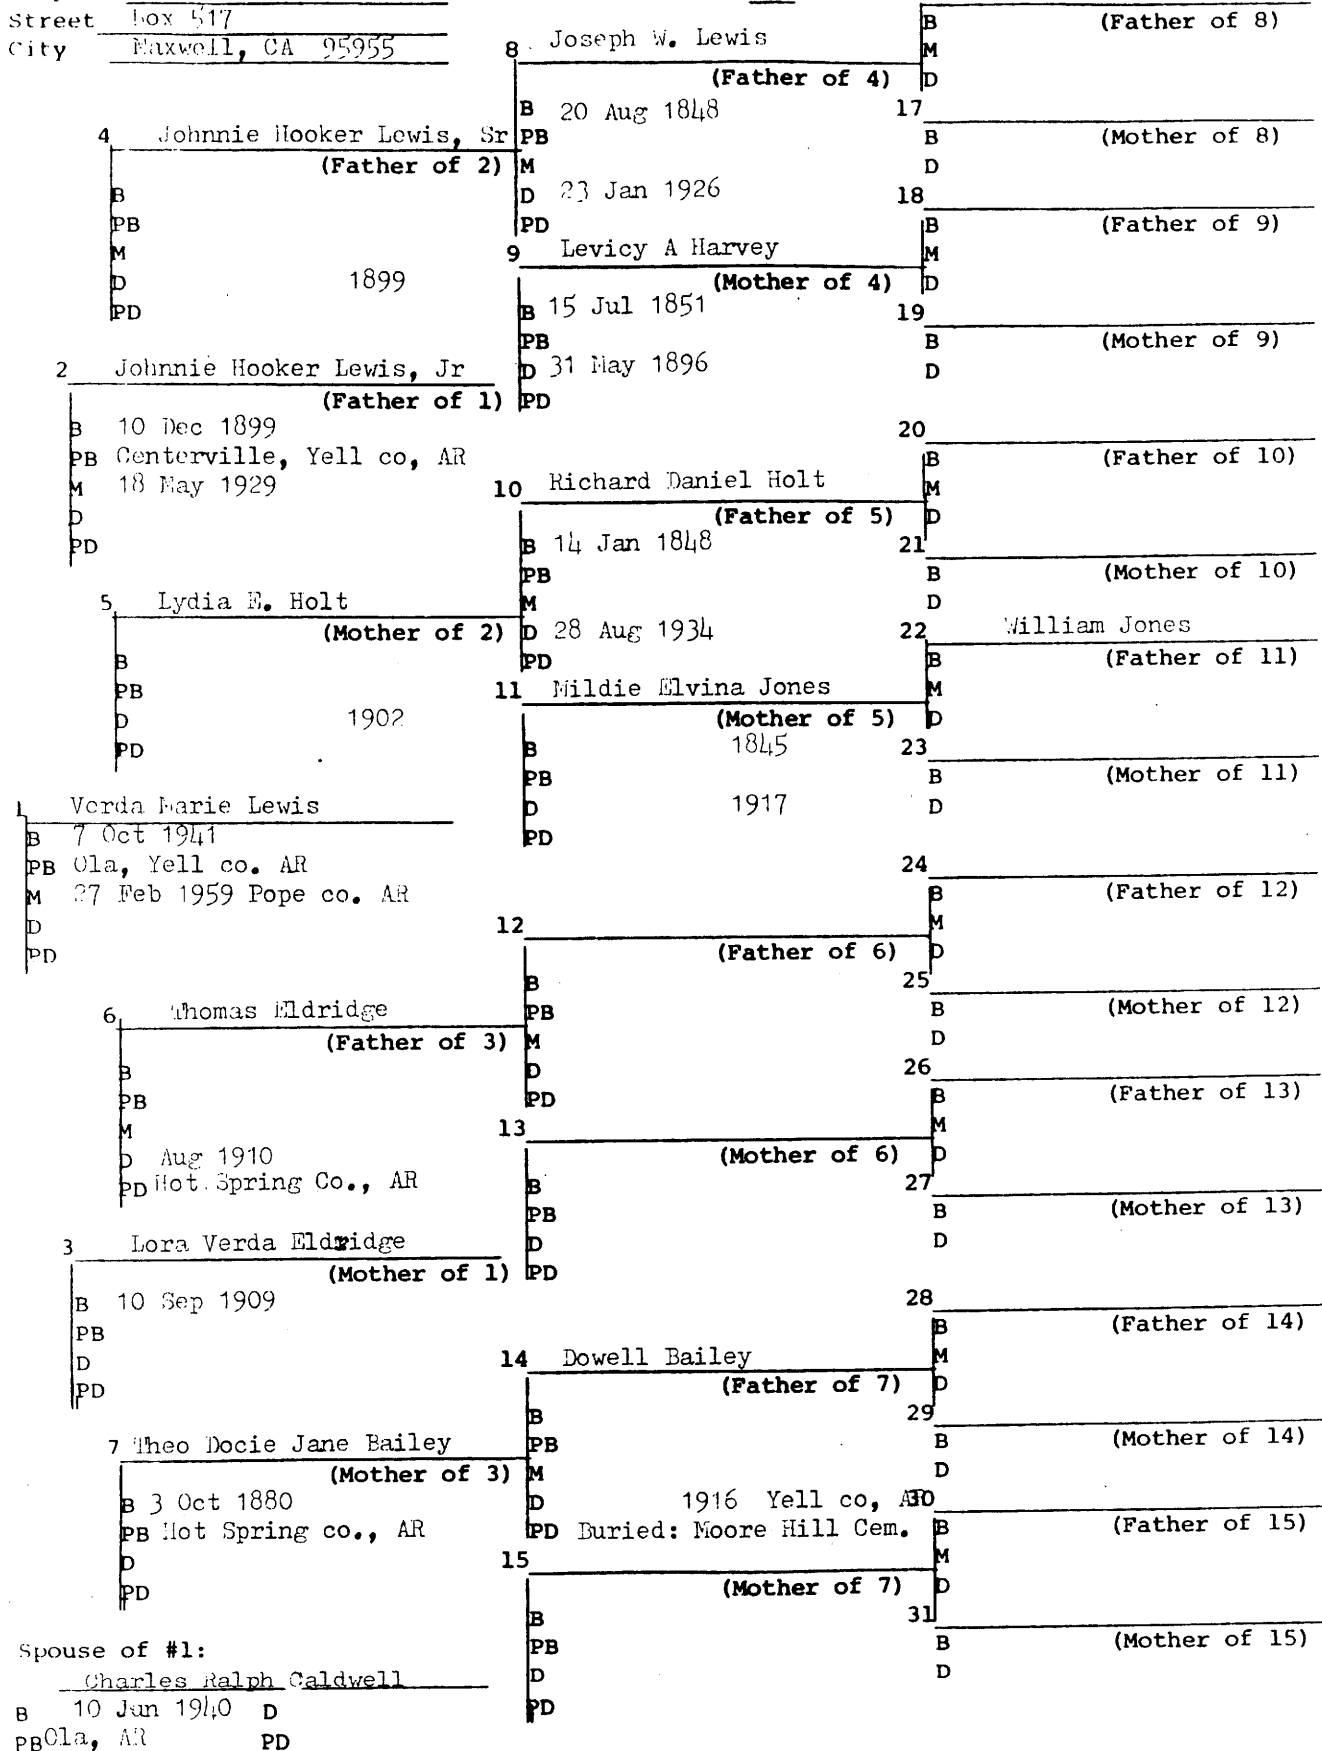 Street Box 517
City Maxwell, CA 95955
(Father of 8)
B
M
D
8 Joseph W. Lewis
(Father of 4)
B 20 Aug 1848
PB
M
D 23 Jan 1926
PD
17
(Mother of 8)
B
D
4 Johnnie Hooker Lewis, Sr
(Father of 2)
B
PB
M
D 1899
PD
18
(Father of 9)
B
M
D
9 Levicy A Harvey
(Mother of 4)
B 15 Jul 1851
PB
D 31 May 1896
PD
19
(Mother of 9)
B
D
2 Johnnie Hooker Lewis, Jr
(Father of 1)
B 10 Dec 1899
PB Centerville, Yell co, AR
M 18 May 1929
D
PD
20
(Father of 10)
B
M
D
10 Richard Daniel Holt
(Father of 5)
B 14 Jan 1848
PB
M
D 28 Aug 1934
PD
21
(Mother of 10)
B
D
5 Lydia E. Holt
(Mother of 2)
B
PB
D 1902
PD
22 William Jones
(Father of 11)
B
M
D
11 Mildie Elvina Jones
(Mother of 5)
B 1845
PB
D 1917
PD
23
(Mother of 11)
B
D
1 Verda Marie Lewis
B 7 Oct 1941
PB Ola, Yell co. AR
M 27 Feb 1959 Pope co. AR
D
PD
24
(Father of 12)
B
M
D
12
(Father of 6)
B
PB
M
D
PD
25
(Mother of 12)
B
D
6 Thomas Eldridge
(Father of 3)
B
PB
M
D Aug 1910
PD Hot Spring Co., AR
26
(Father of 13)
B
M
D
13
(Mother of 6)
B
PB
D
PD
27
(Mother of 13)
B
D
3 Lora Verda Eldridge
(Mother of 1)
B 10 Sep 1909
PB
D
PD
28
(Father of 14)
B
M
D
14 Dowell Bailey
(Father of 7)
B
PB
M
D 1916 Yell co, AR
PD Buried: Moore Hill Cem.
29
(Mother of 14)
B
D
7 Theo Docie Jane Bailey
(Mother of 3)
B 3 Oct 1880
PB Hot Spring co., AR
D
PD
30
(Father of 15)
B
M
D
15
(Mother of 7)
B
PB
D
PD
31
(Mother of 15)
B
D
Spouse of #1:
Charles Ralph Caldwell
B 10 1940 D
PB Ola, AR PD